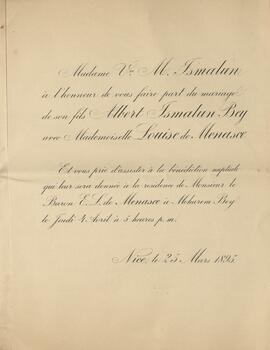 Madame Vve M. Ismalun
a l'honneur de vous faire part du mariage
de son fils Albert Ismalun Bey
avec Mademoiselle Louise de Menasce
Et vous prie d'assister à la bénédiction nuptiale
qui leur sera donnée à la résidence de Monsieur le
Baron E. L. de Menasce à Moharem Bey
le Jeudi 4 Avril à 5 heures p. m.
Nice, le 25 Mars 1895.